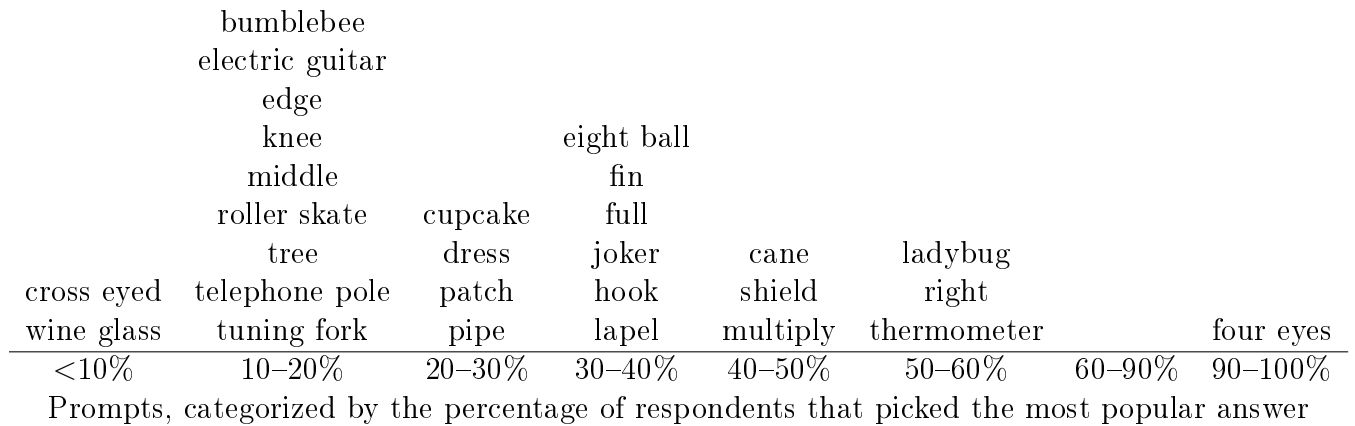 bumblebee
electric guitar
edge
knee eight ball
middle fin
roller skate cupcake full
tree dress joker cane ladybug
cross eyed telephone pole patch hook shield right
wine glass tuning fork pipe lapel multiply thermometer four eyes
<10% 10–20% 20–30% 30–40% 40–50% 50–60% 60–90% 90–100%
Prompts, categorized by the percentage of respondents that picked the most popular answer